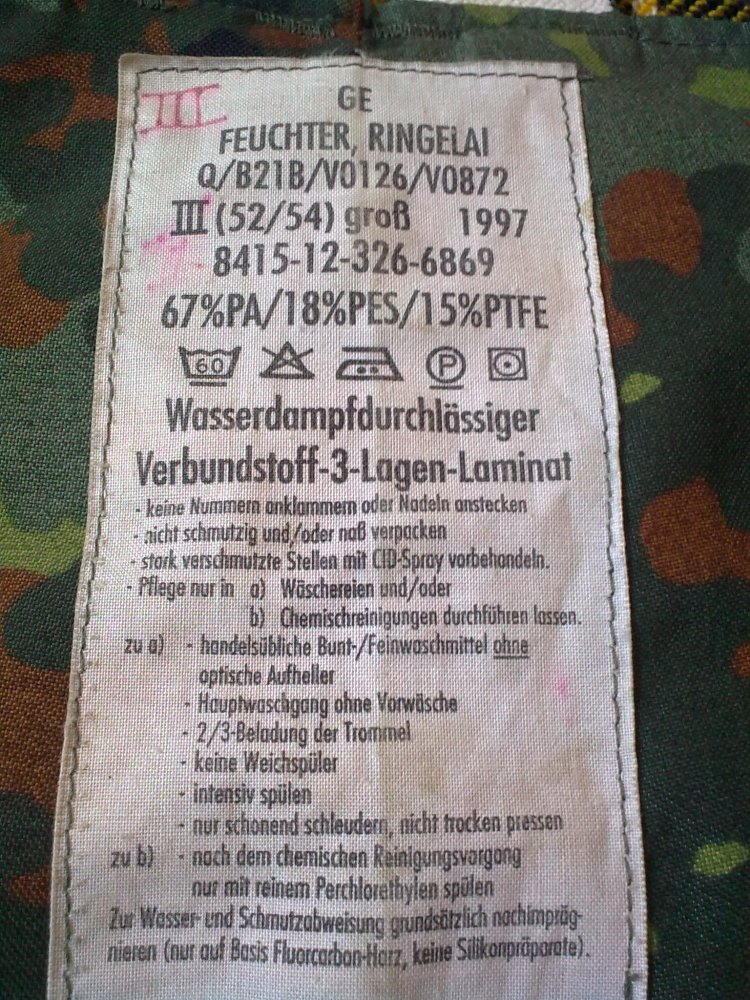 III
GE
FEUCHTER, RINGELAI
Q/B21B/V0126/V0872
III (52/54) groß 1997
8415-12-326-6869
67%PA/18%PES/15%PTFE
60 P
Wasserdampfdurchlässiger
Verbundstoff-3-Lagen-Laminat
- keine Nummern anklammern oder Nadeln anstecken
- nicht schmutzig und/oder naß verpacken
- stark verschmutzte Stellen mit CID-Spray vorbehandeln.
- Pflege nur in a) Wäschereien und/oder
b) Chemischreinigungen durchführen lassen.
zu a) - handelsübliche Bunt-/Feinwaschmittel ohne
optische Aufheller
- Hauptwaschgang ohne Vorwäsche
- 2/3-Beladung der Trommel
- keine Weichspüler
- intensiv spülen
- nur schonend schleudern, nicht trocken pressen
zu b) - nach dem chemischen Reinigungsvorgang
nur mit reinem Perchlorethylen spülen
Zur Wasser- und Schmutzabweisung grundsätzlich nachimpräg-
nieren (nur auf Basis Fluorcarbon-Harz, keine Silikonpräparate).